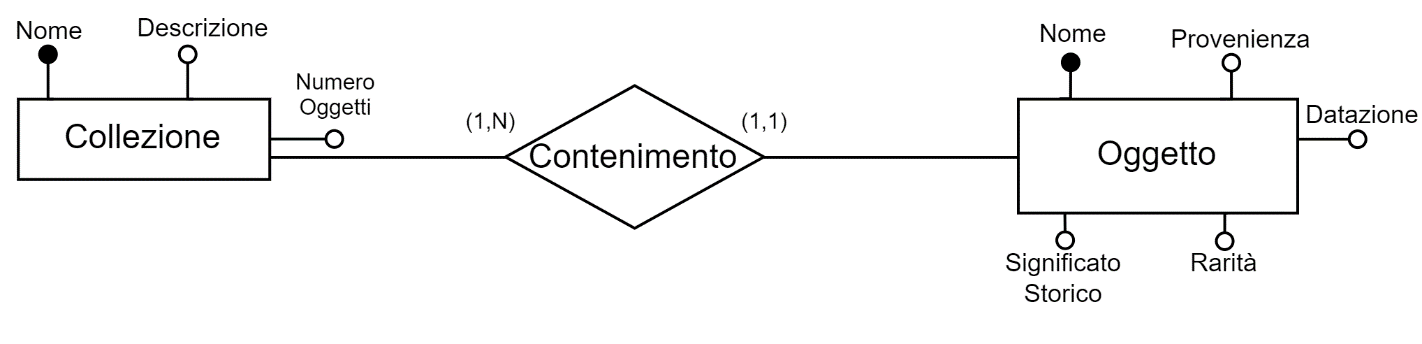 Nome
Descrizione
Numero
Oggetti
Collezione
(1,N)
Contenimento
(1,1)
Nome
Provenienza
Datazione
Oggetto
Significato
Storico
Rarità